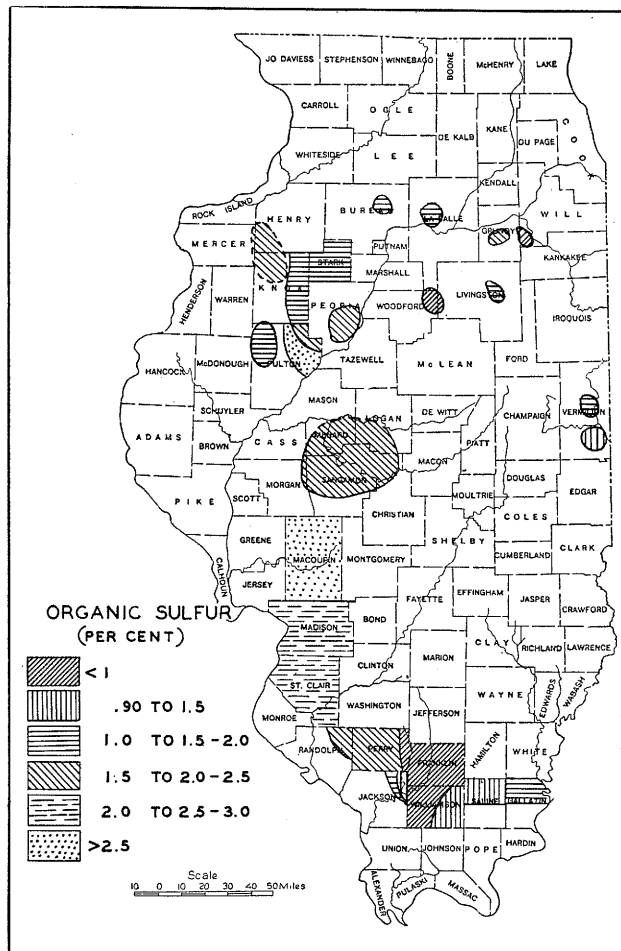 JO DAVIESS STEPHENSON WINNEBAGO BOONE McHENRY LAKE
CARROLL OGLE DE KALB KANE COOK DU PAGE
WHITESIDE LEE KENDALL
ROCK ISLAND HENRY BUREAU LA SALLE GRUNDY WILL
MERCER STARK PUTNAM KANKAKEE
HENDERSON WARREN KNOX PEORIA MARSHALL WOODFORD LIVINGSTON IROQUOIS
HANCOCK McDONOUGH FULTON TAZEWELL McLEAN FORD
SCHUYLER MASON LOGAN DE WITT CHAMPAIGN VERMILION
ADAMS BROWN CASS MENARD PIATT MACON
PIKE SCOTT MORGAN SANGAMON MOULTRIE DOUGLAS EDGAR
CHRISTIAN COLES
GREENE MACOUPIN MONTGOMERY SHELBY CUMBERLAND CLARK
CALHOUN JERSEY FAYETTE EFFINGHAM JASPER CRAWFORD
MADISON BOND CLAY RICHLAND LAWRENCE
CLINTON MARION
ST. CLAIR WASHINGTON JEFFERSON WAYNE EDWARDS WABASH
MONROE RANDOLPH PERRY FRANKLIN HAMILTON WHITE
JACKSON WILLIAMSON SALINE GALLATIN
UNION JOHNSON POPE HARDIN
ALEXANDER PULASKI MASSAC
ORGANIC SULFUR
(PER CENT)
<1
.90 TO 1.5
1.0 TO 1.5-2.0
1.5 TO 2.0-2.5
2.0 TO 2.5-3.0
>2.5
Scale
10 0 10 20 30 40 50 Miles